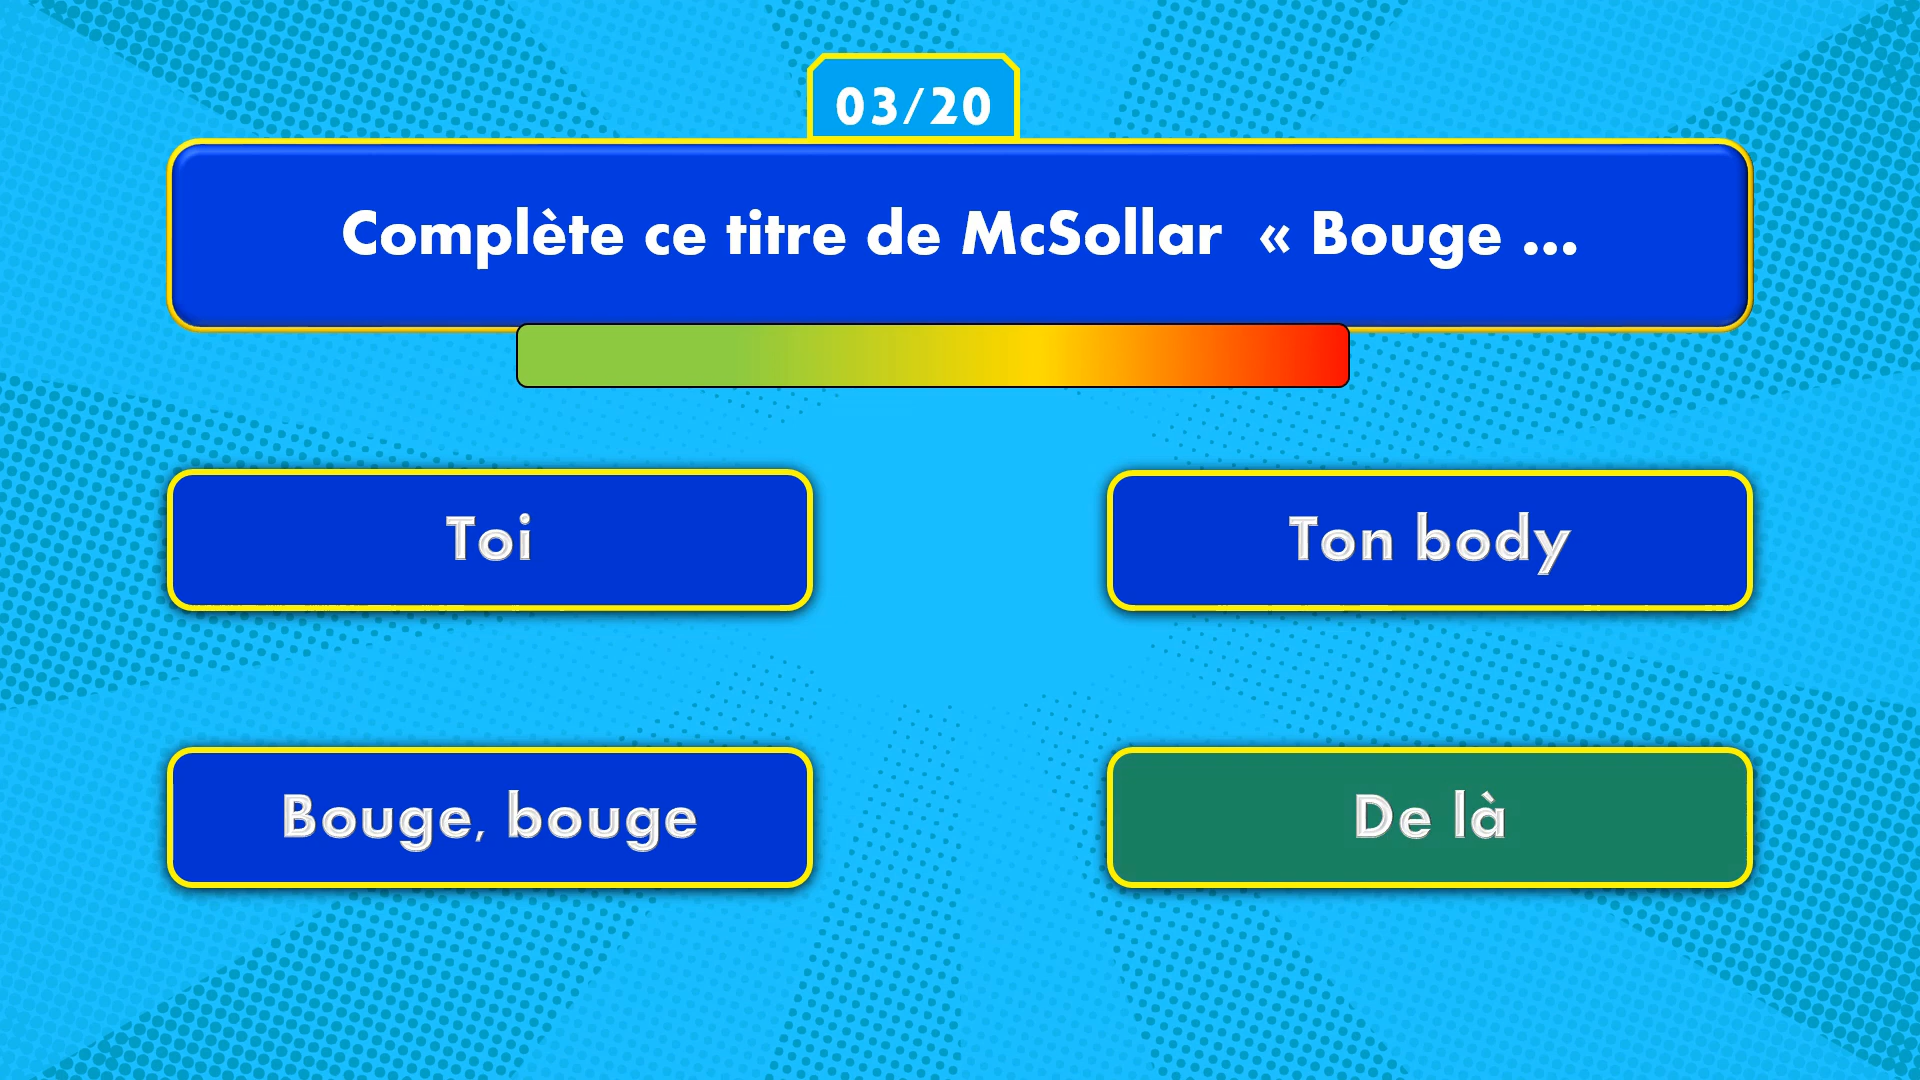 03/20
Complète ce titre de McSollar « Bouge ...
Toi
Ton body
Bouge, bouge
De là